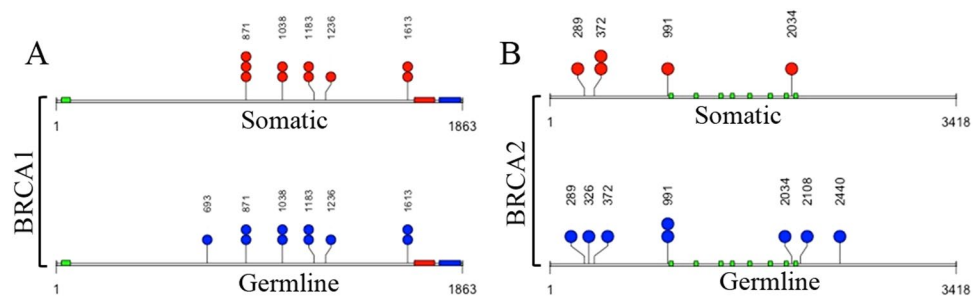 A
BRCA1
871 1038 1183 1236 1613
Somatic
1 1863
693 871 1038 1183 1236 1613
Germline
1 1863
B
BRCA2
289 372 991 2034
Somatic
1 3418
289 326 372 991 2034 2108 2440
Germline
1 3418